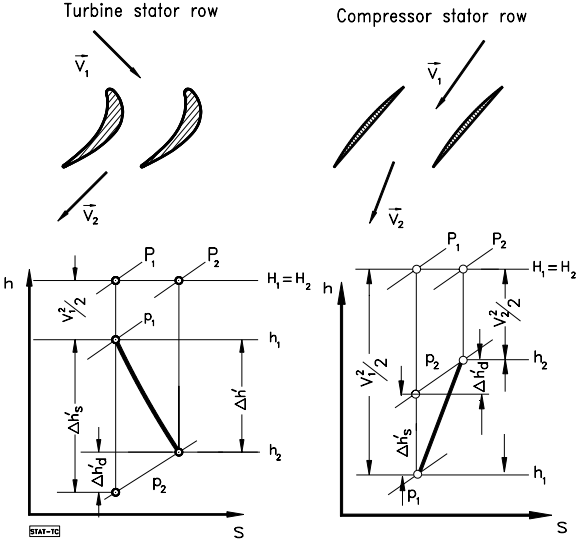 Turbine stator row
V₁
V₂
P₁ P₂
H₁=H₂
h
V₁²/2
p₁
h₁
Δh's
Δh'
Δh'd
h₂
p₂
S
STAT-TC
Compressor stator row
V₁
V₂
P₁ P₂
H₁=H₂
h
V₁²/2
V₂²/2
p₂
Δh'd
h₂
Δh's
h₁
p₁
S